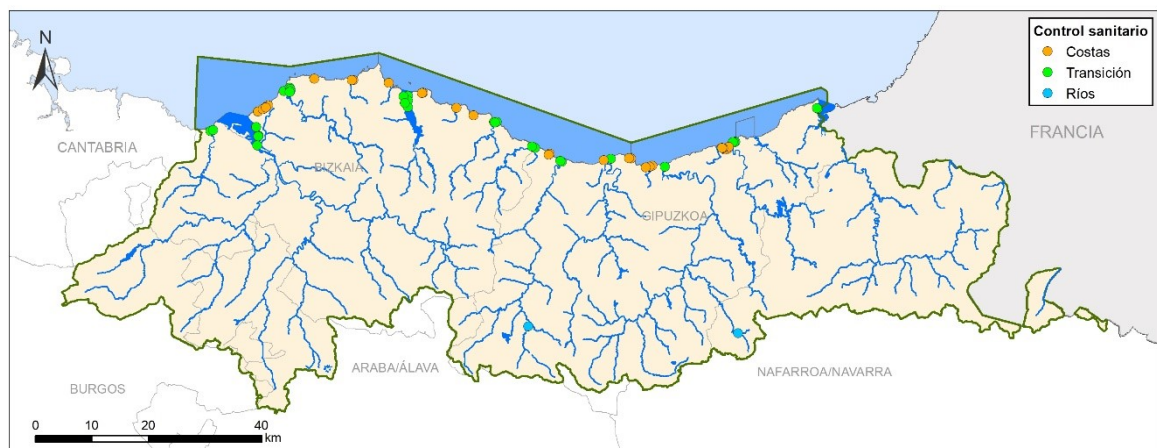 N
Control sanitario
Costas
Transición
Ríos
FRANCIA
CANTABRIA
BIZKAIA
GIPUZKOA
ARABA/ÁLAVA
NAFARROA/NAVARRA
BURGOS
0 10 20 40
km